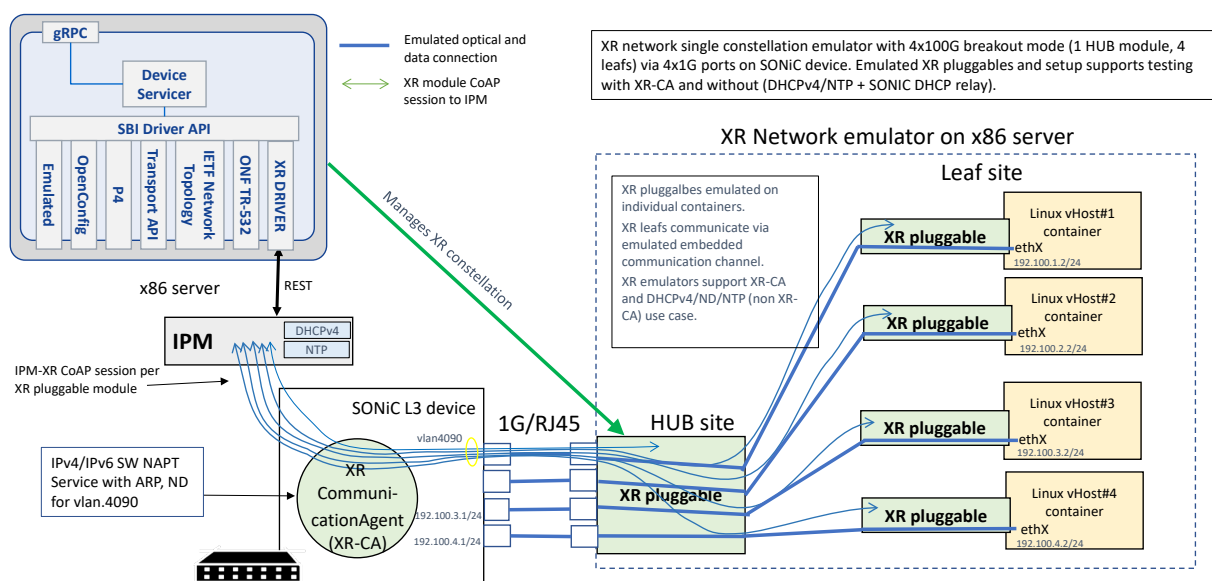 gRPC
Device
Servicer
SBI Driver API
Emulated
OpenConfig
P4
Transport API
IETF Network
Topology
ONF TR-532
XR DRIVER
Emulated optical and
data connection
XR module CoAP
session to IPM
XR network single constellation emulator with 4x100G breakout mode (1 HUB module, 4
leafs) via 4x1G ports on SONiC device. Emulated XR pluggables and setup supports testing
with XR-CA and without (DHCPv4/NTP + SONIC DHCP relay).
XR Network emulator on x86 server
Leaf site
XR pluggalbes emulated on
individual containers.
XR leafs communicate via
emulated embedded
communication channel.
XR emulators support XR-CA
and DHCPv4/ND/NTP (non XR-
CA) use case.
XR pluggable
Linux vHost#1
container
ethX
192.100.1.2/24
XR pluggable
Linux vHost#2
container
ethX
192.100.2.2/24
XR pluggable
Linux vHost#3
container
ethX
192.100.3.2/24
XR pluggable
Linux vHost#4
container
ethX
192.100.4.2/24
Manages XR constellation
x86 server
REST
IPM
DHCPv4
NTP
IPM-XR CoAP session per
XR pluggable module
SONiC L3 device
vlan4090
1G/RJ45
HUB site
XR pluggable
IPv4/IPv6 SW NAPT
Service with ARP, ND
for vlan.4090
XR
Communi-
cationAgent
(XR-CA)
192.100.3.1/24
192.100.4.1/24